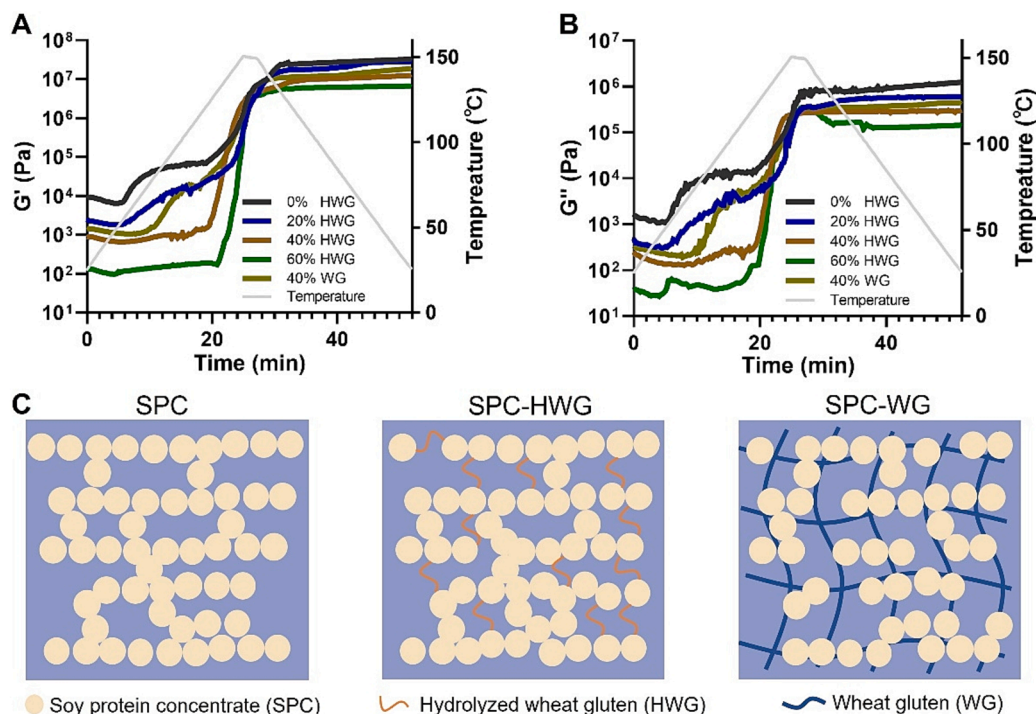 A
B
10⁸
10⁷
10⁶
10⁵
10⁴
10³
10²
10¹
G' (Pa)
150
100
50
0
Tempreature (℃)
0% HWG
20% HWG
40% HWG
60% HWG
40% WG
Temperature
0 20 40
Time (min)
10⁷
10⁶
10⁵
10⁴
10³
10²
10¹
G'' (Pa)
150
100
50
0
Tempreature (℃)
0% HWG
20% HWG
40% HWG
60% HWG
40% WG
Temperature
0 20 40
Time (min)
C
SPC SPC-HWG SPC-WG
Soy protein concentrate (SPC) Hydrolyzed wheat gluten (HWG) Wheat gluten (WG)